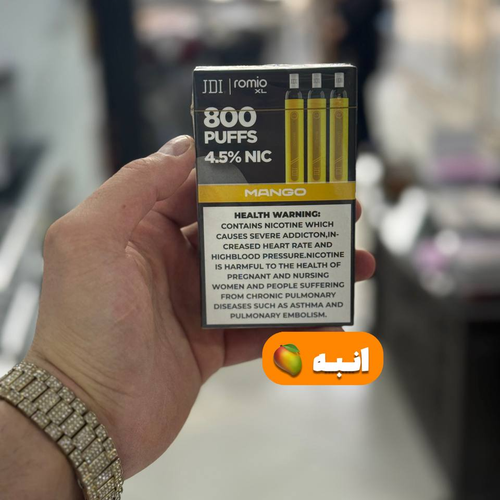 JDI | romio
XL
800
PUFFS
4.5% NIC
MANGO
HEALTH WARNING:
CONTAINS NICOTINE WHICH
CAUSES SEVERE ADDICTON,IN-
CREASED HEART RATE AND
HIGHBLOOD PRESSURE.NICOTINE
IS HARMFUL TO THE HEALTH OF
PREGNANT AND NURSING
WOMEN AND PEOPLE SUFFERING
FROM CHRONIC PULMONARY
DISEASES SUCH AS ASTHMA AND
PULMONARY EMBOLISM.
انبه